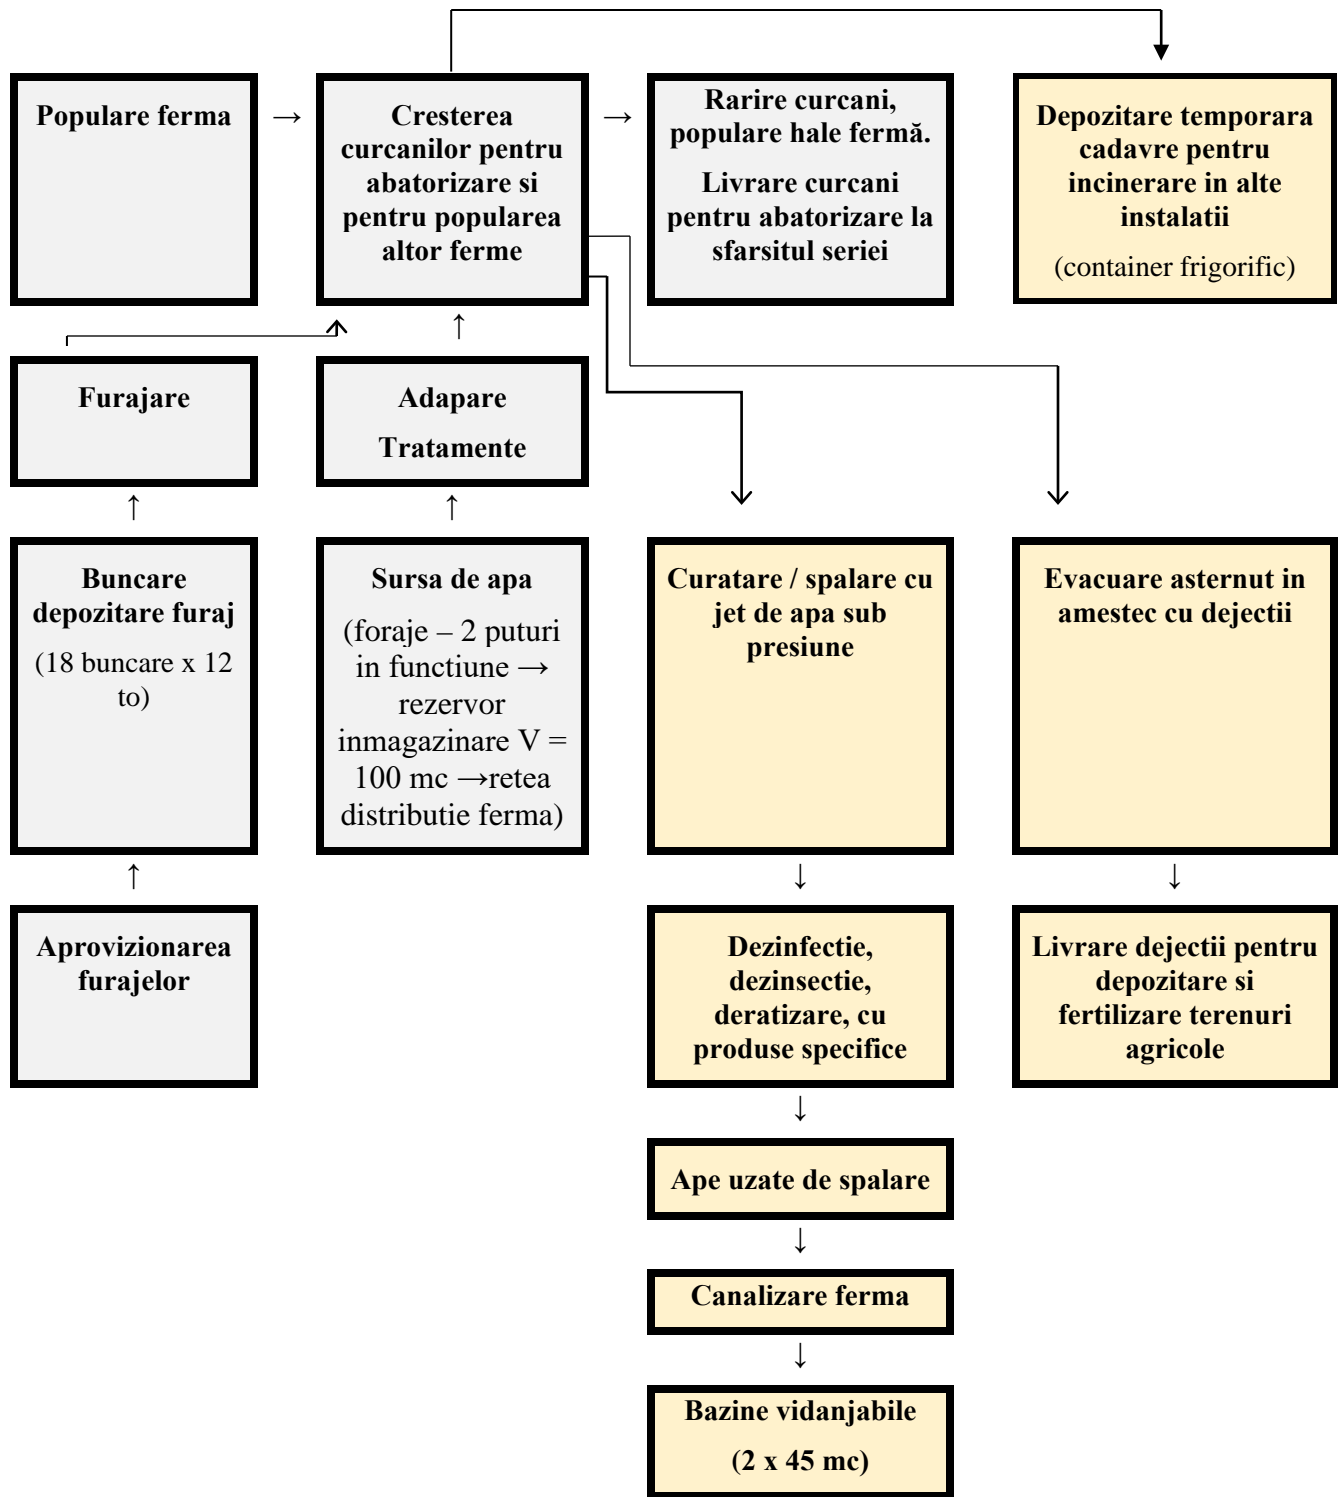 Populare ferma
→
Cresterea
curcanilor pentru
abatorizare si
pentru popularea
altor ferme
→
Rarire curcani,
populare hale fermă.
Livrare curcani
pentru abatorizare la
sfarsitul seriei
Depozitare temporara
cadavre pentru
incinerare in alte
instalatii
(container frigorific)
↑
Furajare
Adapare
Tratamente
↑
↑
Buncare
depozitare furaj
(18 buncare x 12
to)
Sursa de apa
(foraje – 2 puturi
in functiune →
rezervor
inmagazinare V =
100 mc →retea
distributie ferma)
Curatare / spalare cu
jet de apa sub
presiune
Evacuare asternut in
amestec cu dejectii
↑
↓
↓
Aprovizionarea
furajelor
Dezinfectie,
dezinsectie,
deratizare, cu
produse specifice
Livrare dejectii pentru
depozitare si
fertilizare terenuri
agricole
↓
Ape uzate de spalare
↓
Canalizare ferma
↓
Bazine vidanjabile
(2 x 45 mc)